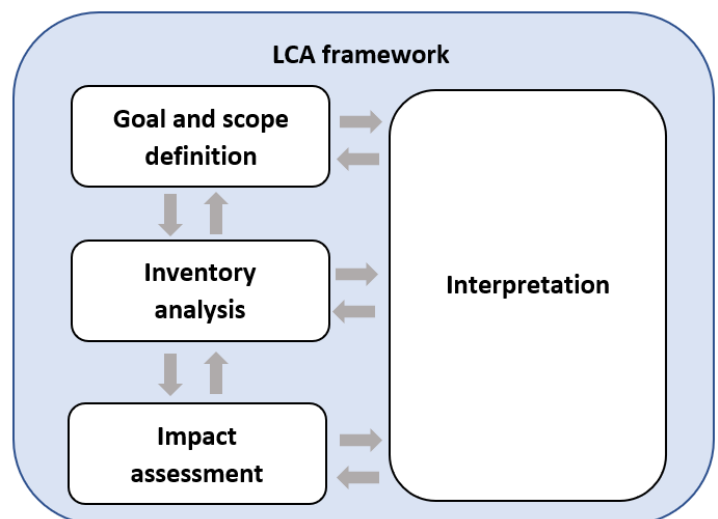 LCA framework
Goal and scope
definition
Inventory
analysis
Interpretation
Impact
assessment